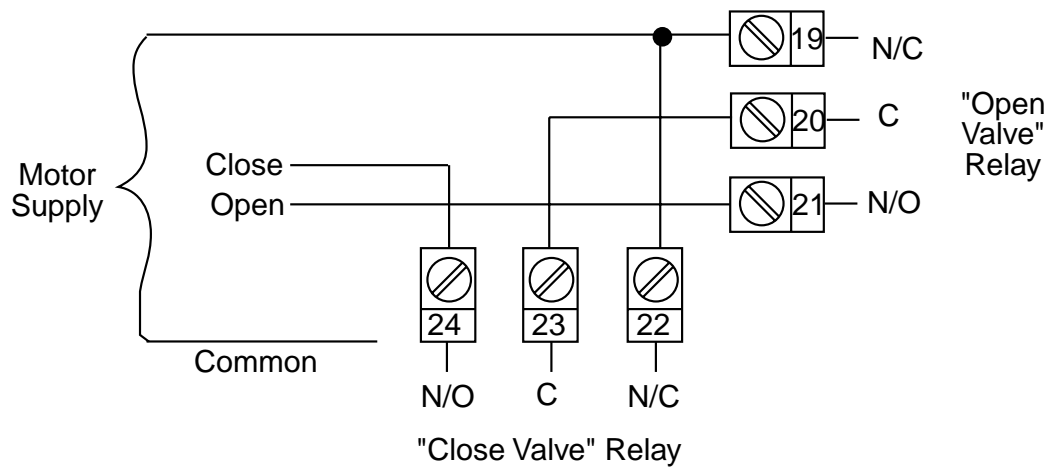 19
N/C
20
C
"Open
Valve"
Relay
Close
Motor
Supply
Open
21
N/O
24
23
22
Common
N/O
C
N/C
"Close Valve" Relay